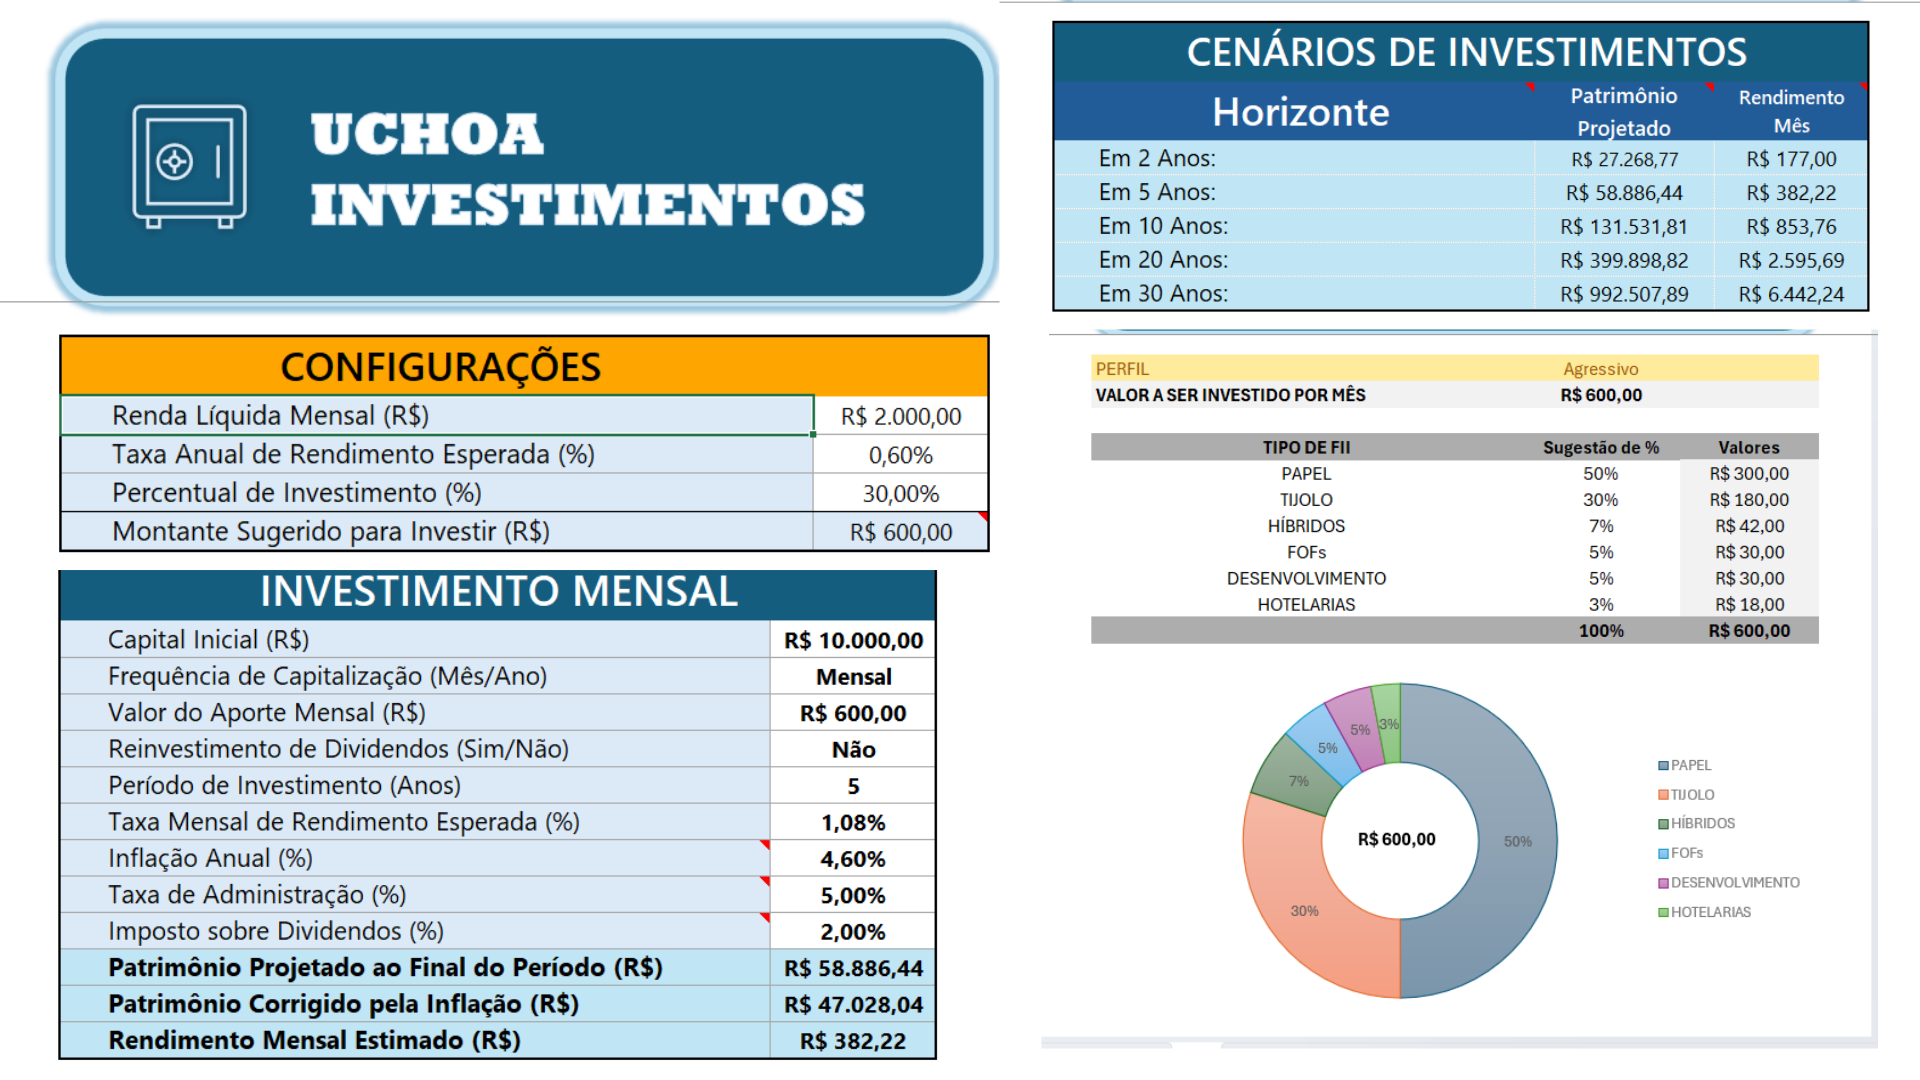 UCHOA
INVESTIMENTOS
CONFIGURAÇÕES
Renda Líquida Mensal (R$) R$ 2.000,00
Taxa Anual de Rendimento Esperada (%) 0,60%
Percentual de Investimento (%) 30,00%
Montante Sugerido para Investir (R$) R$ 600,00
INVESTIMENTO MENSAL
Capital Inicial (R$) R$ 10.000,00
Frequência de Capitalização (Mês/Ano) Mensal
Valor do Aporte Mensal (R$) R$ 600,00
Reinvestimento de Dividendos (Sim/Não) Não
Período de Investimento (Anos) 5
Taxa Mensal de Rendimento Esperada (%) 1,08%
Inflação Anual (%) 4,60%
Taxa de Administração (%) 5,00%
Imposto sobre Dividendos (%) 2,00%
Patrimônio Projetado ao Final do Período (R$) R$ 58.886,44
Patrimônio Corrigido pela Inflação (R$) R$ 47.028,04
Rendimento Mensal Estimado (R$) R$ 382,22
CENÁRIOS DE INVESTIMENTOS
Horizonte Patrimônio Projetado Rendimento Mês
Em 2 Anos: R$ 27.268,77 R$ 177,00
Em 5 Anos: R$ 58.886,44 R$ 382,22
Em 10 Anos: R$ 131.531,81 R$ 853,76
Em 20 Anos: R$ 399.898,82 R$ 2.595,69
Em 30 Anos: R$ 992.507,89 R$ 6.442,24
PERFIL Agressivo
VALOR A SER INVESTIDO POR MÊS R$ 600,00
TIPO DE FII Sugestão de % Valores
PAPEL 50% R$ 300,00
TIJOLO 30% R$ 180,00
HÍBRIDOS 7% R$ 42,00
FOFs 5% R$ 30,00
DESENVOLVIMENTO 5% R$ 30,00
HOTELARIAS 3% R$ 18,00
100% R$ 600,00
3%
5%
5%
7%
R$ 600,00
50%
30%
PAPEL
TIJOLO
HÍBRIDOS
FOFs
DESENVOLVIMENTO
HOTELARIAS